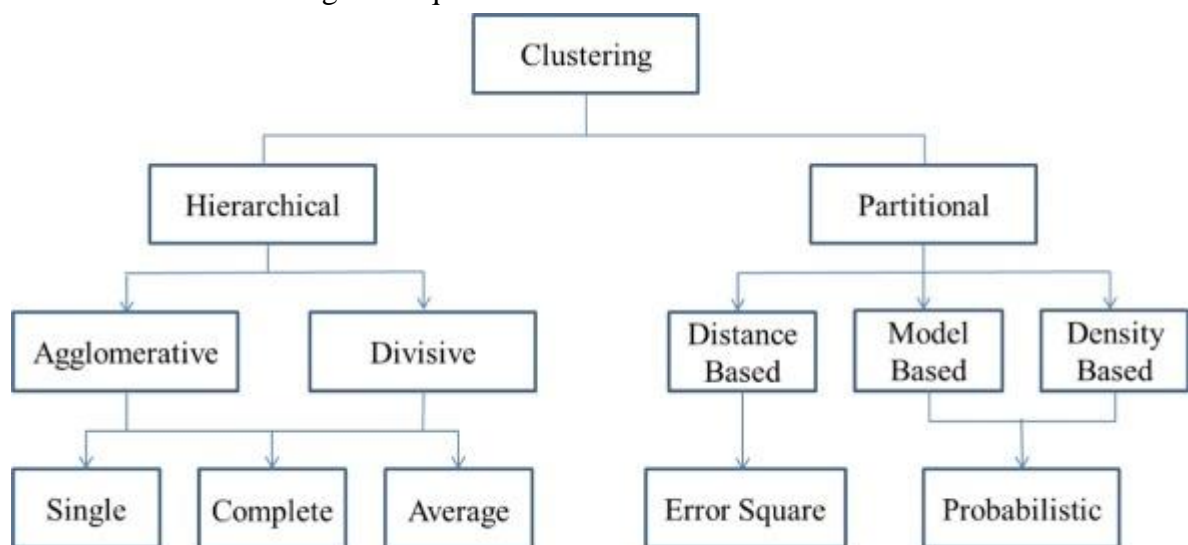 Clustering
Hierarchical
Partitional
Agglomerative
Divisive
Distance
Based
Model
Based
Density
Based
Single
Complete
Average
Error Square
Probabilistic